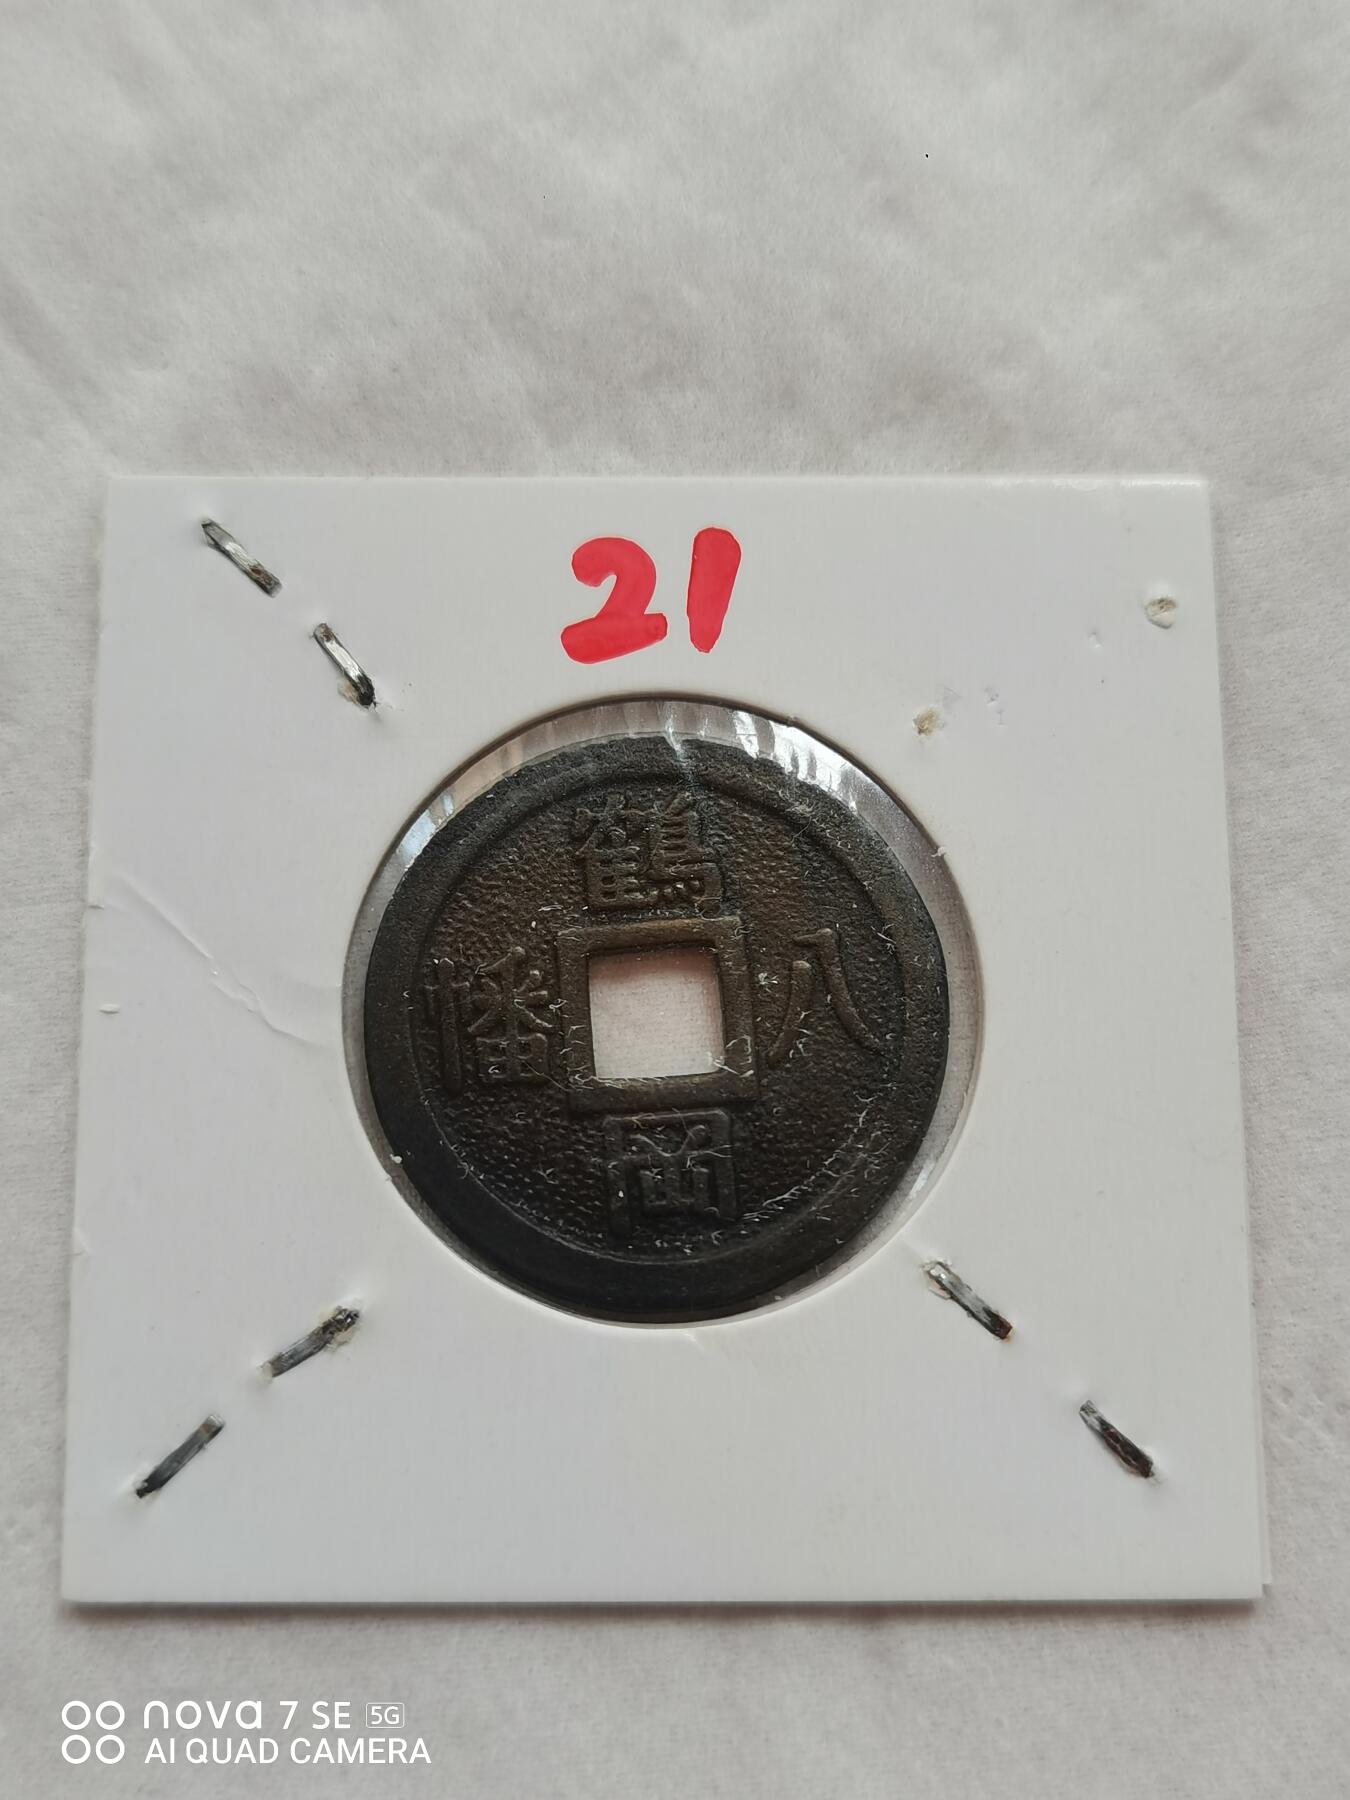 21
鶴
幡 八
岡
nova 7 SE 5G
AI QUAD CAMERA